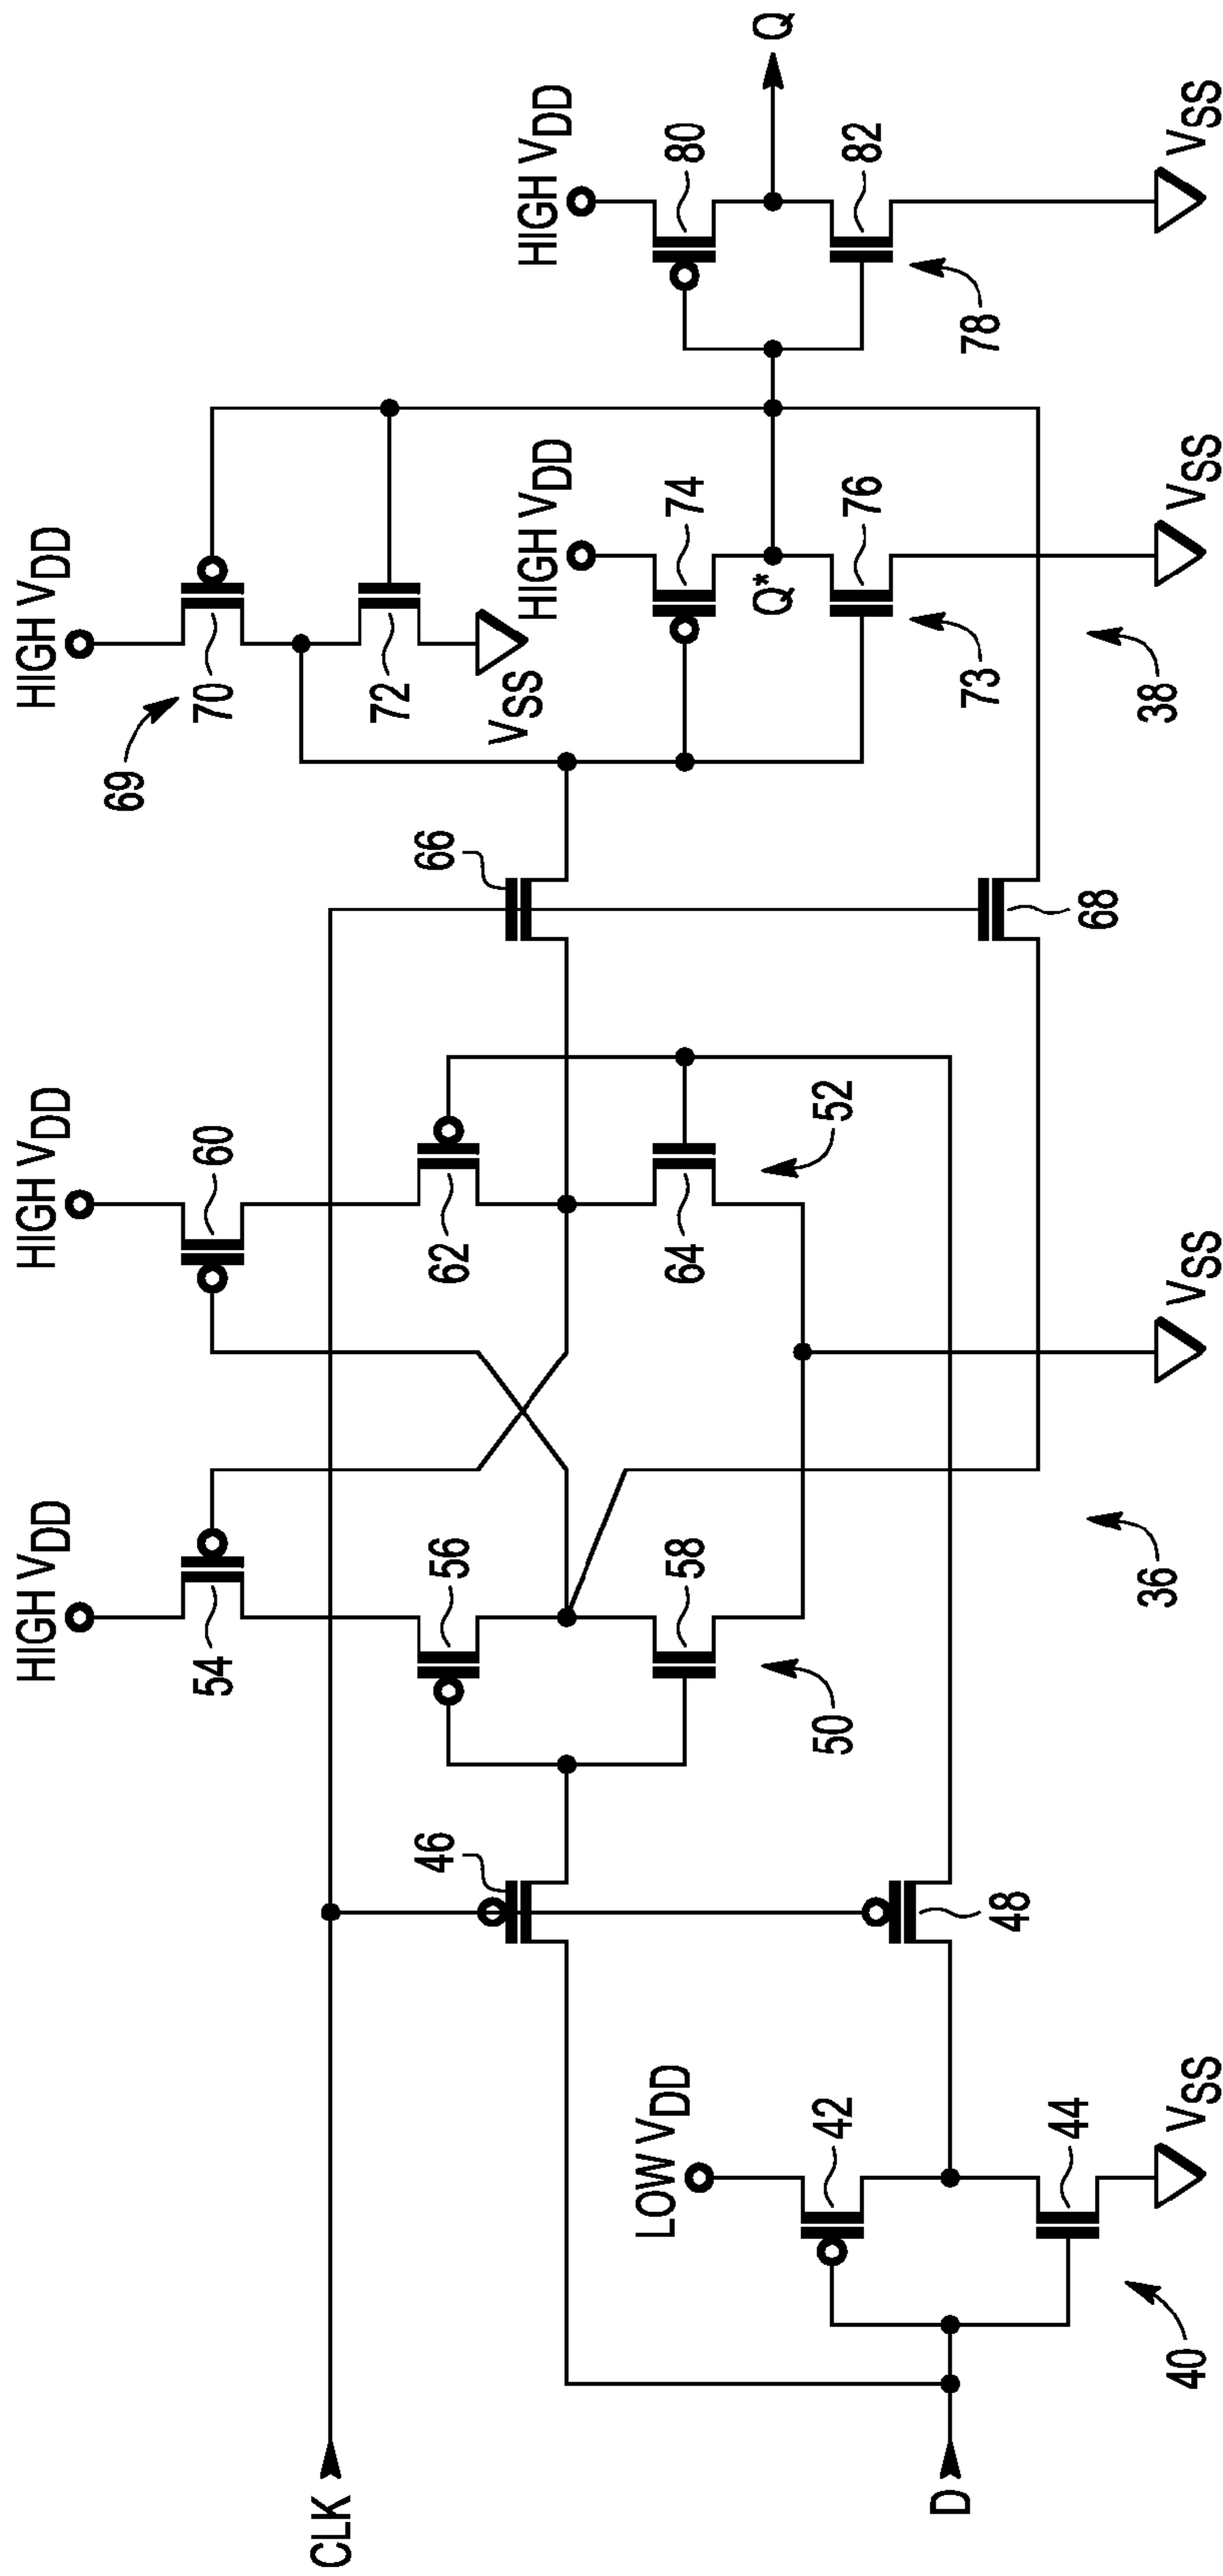 HIGH VDD
HIGH VDD
HIGH VDD
69
54
60
70
CLK
72
VSS
46
56
62
66
HIGH VDD
HIGH VDD
LOW VDD
58
64
74
80
Q*
Q
42
50
52
76
82
D
44
48
68
73
78
40
36
38
VSS
VSS
VSS
VSS